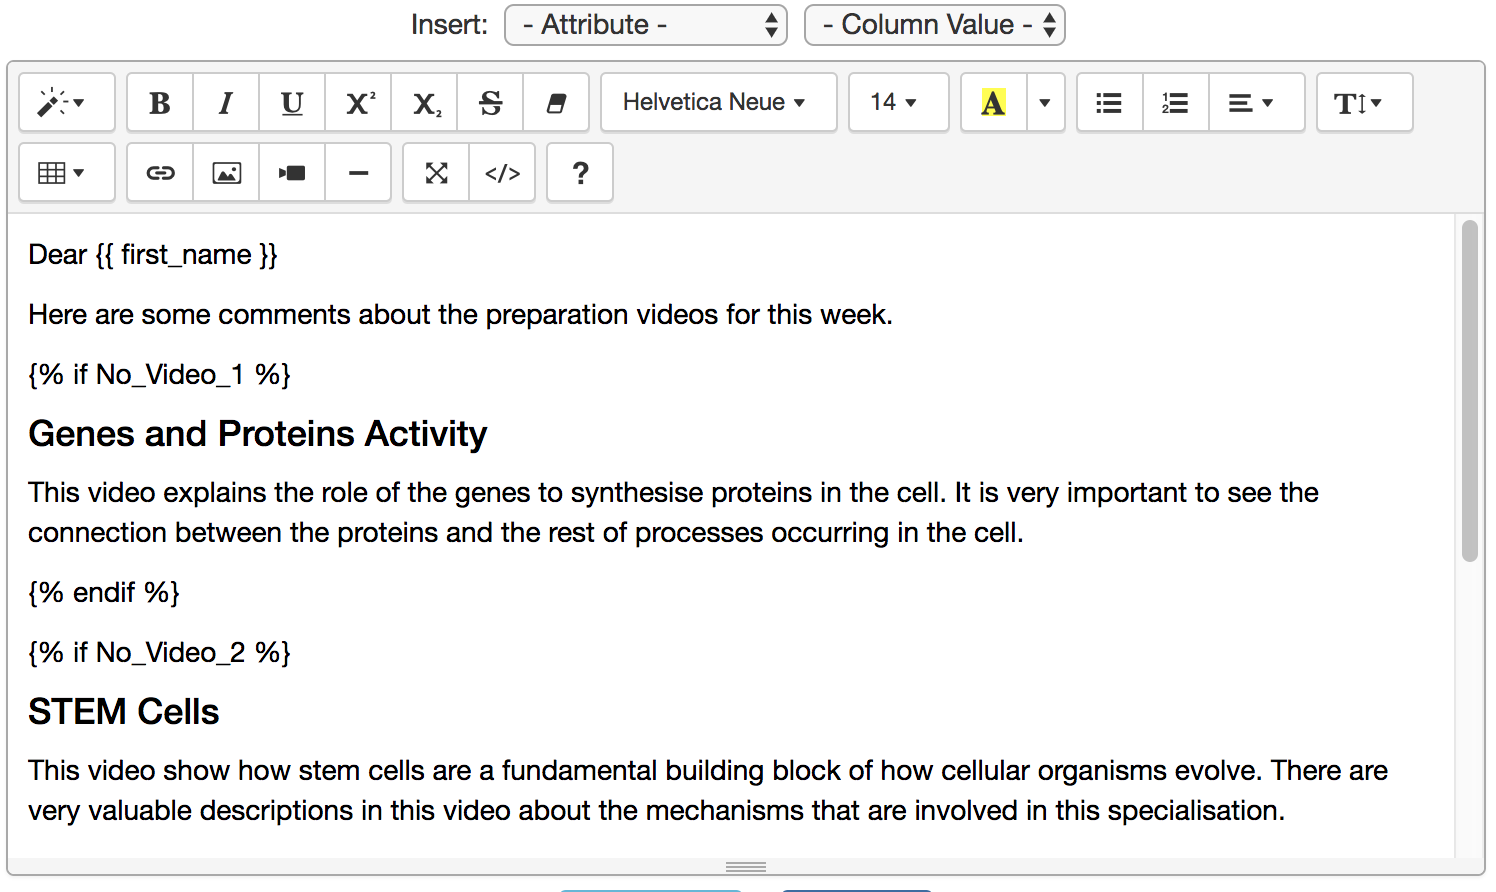 Insert: - Attribute - - Column Value -
B I U X² X₂ S Helvetica Neue 14 A 1 2 T
</> ?
Dear {{ first_name }}
Here are some comments about the preparation videos for this week.
{% if No_Video_1 %}
Genes and Proteins Activity
This video explains the role of the genes to synthesise proteins in the cell. It is very important to see the
connection between the proteins and the rest of processes occurring in the cell.
{% endif %}
{% if No_Video_2 %}
STEM Cells
This video show how stem cells are a fundamental building block of how cellular organisms evolve. There are
very valuable descriptions in this video about the mechanisms that are involved in this specialisation.